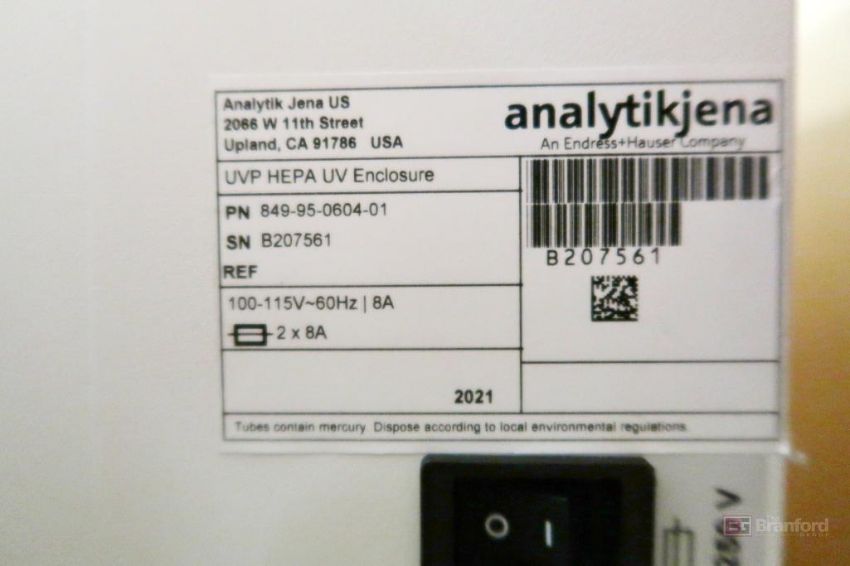 Analytik Jena US
2066 W 11th Street
Upland, CA 91786 USA
analytikjena
An Endress+Hauser Company
UVP HEPA UV Enclosure
PN 849-95-0604-01
SN B207561
REF
B207561
100-115V~60Hz | 8A
2 x 8A
2021
Tubes contain mercury. Dispose according to local environmental regulations.
O I
250 V
Branford